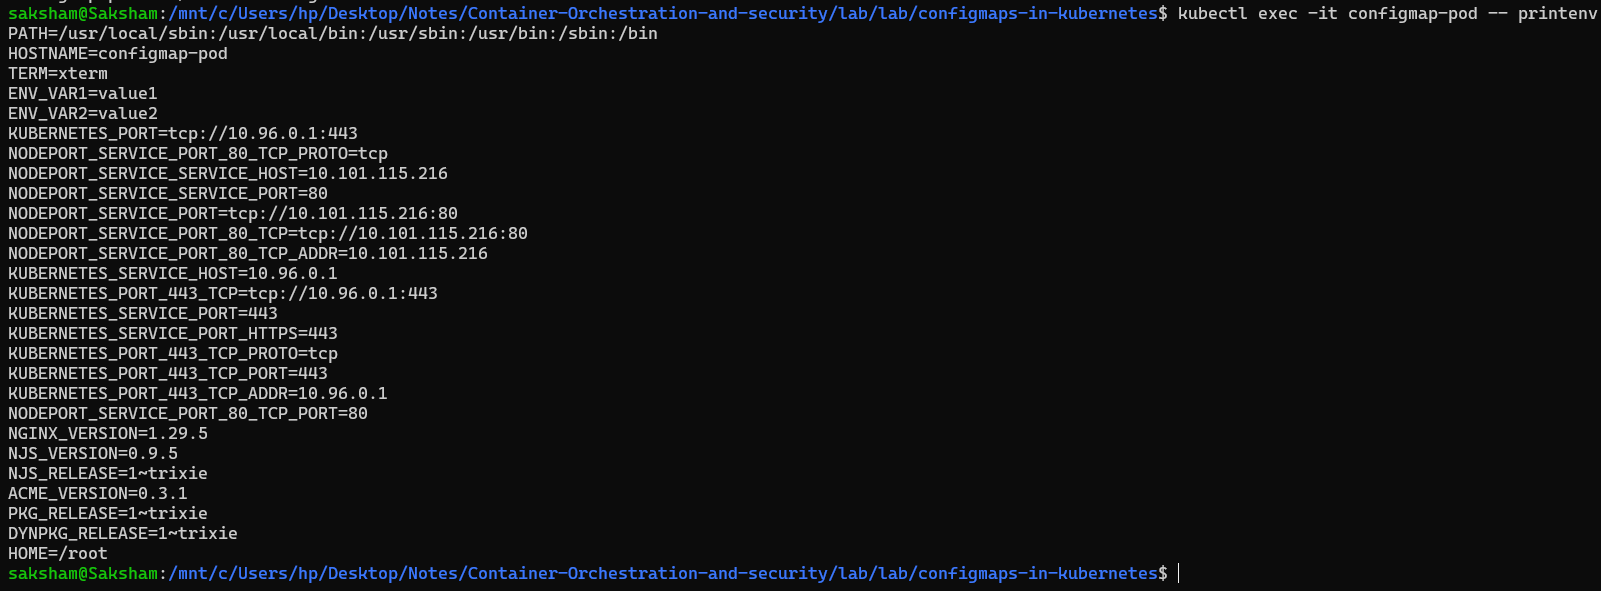 saksham@Saksham:/mnt/c/Users/hp/Desktop/Notes/Container-Orchestration-and-security/lab/lab/configmaps-in-kubernetes$ kubectl exec -it configmap-pod -- printenv
PATH=/usr/local/sbin:/usr/local/bin:/usr/sbin:/usr/bin:/sbin:/bin
HOSTNAME=configmap-pod
TERM=xterm
ENV_VAR1=value1
ENV_VAR2=value2
KUBERNETES_PORT=tcp://10.96.0.1:443
NODEPORT_SERVICE_PORT_80_TCP_PROTO=tcp
NODEPORT_SERVICE_SERVICE_HOST=10.101.115.216
NODEPORT_SERVICE_SERVICE_PORT=80
NODEPORT_SERVICE_PORT=tcp://10.101.115.216:80
NODEPORT_SERVICE_PORT_80_TCP=tcp://10.101.115.216:80
NODEPORT_SERVICE_PORT_80_TCP_ADDR=10.101.115.216
KUBERNETES_SERVICE_HOST=10.96.0.1
KUBERNETES_PORT_443_TCP=tcp://10.96.0.1:443
KUBERNETES_SERVICE_PORT=443
KUBERNETES_SERVICE_PORT_HTTPS=443
KUBERNETES_PORT_443_TCP_PROTO=tcp
KUBERNETES_PORT_443_TCP_PORT=443
KUBERNETES_PORT_443_TCP_ADDR=10.96.0.1
NODEPORT_SERVICE_PORT_80_TCP_PORT=80
NGINX_VERSION=1.29.5
NJS_VERSION=0.9.5
NJS_RELEASE=1~trixie
ACME_VERSION=0.3.1
PKG_RELEASE=1~trixie
DYNPKG_RELEASE=1~trixie
HOME=/root
saksham@Saksham:/mnt/c/Users/hp/Desktop/Notes/Container-Orchestration-and-security/lab/lab/configmaps-in-kubernetes$